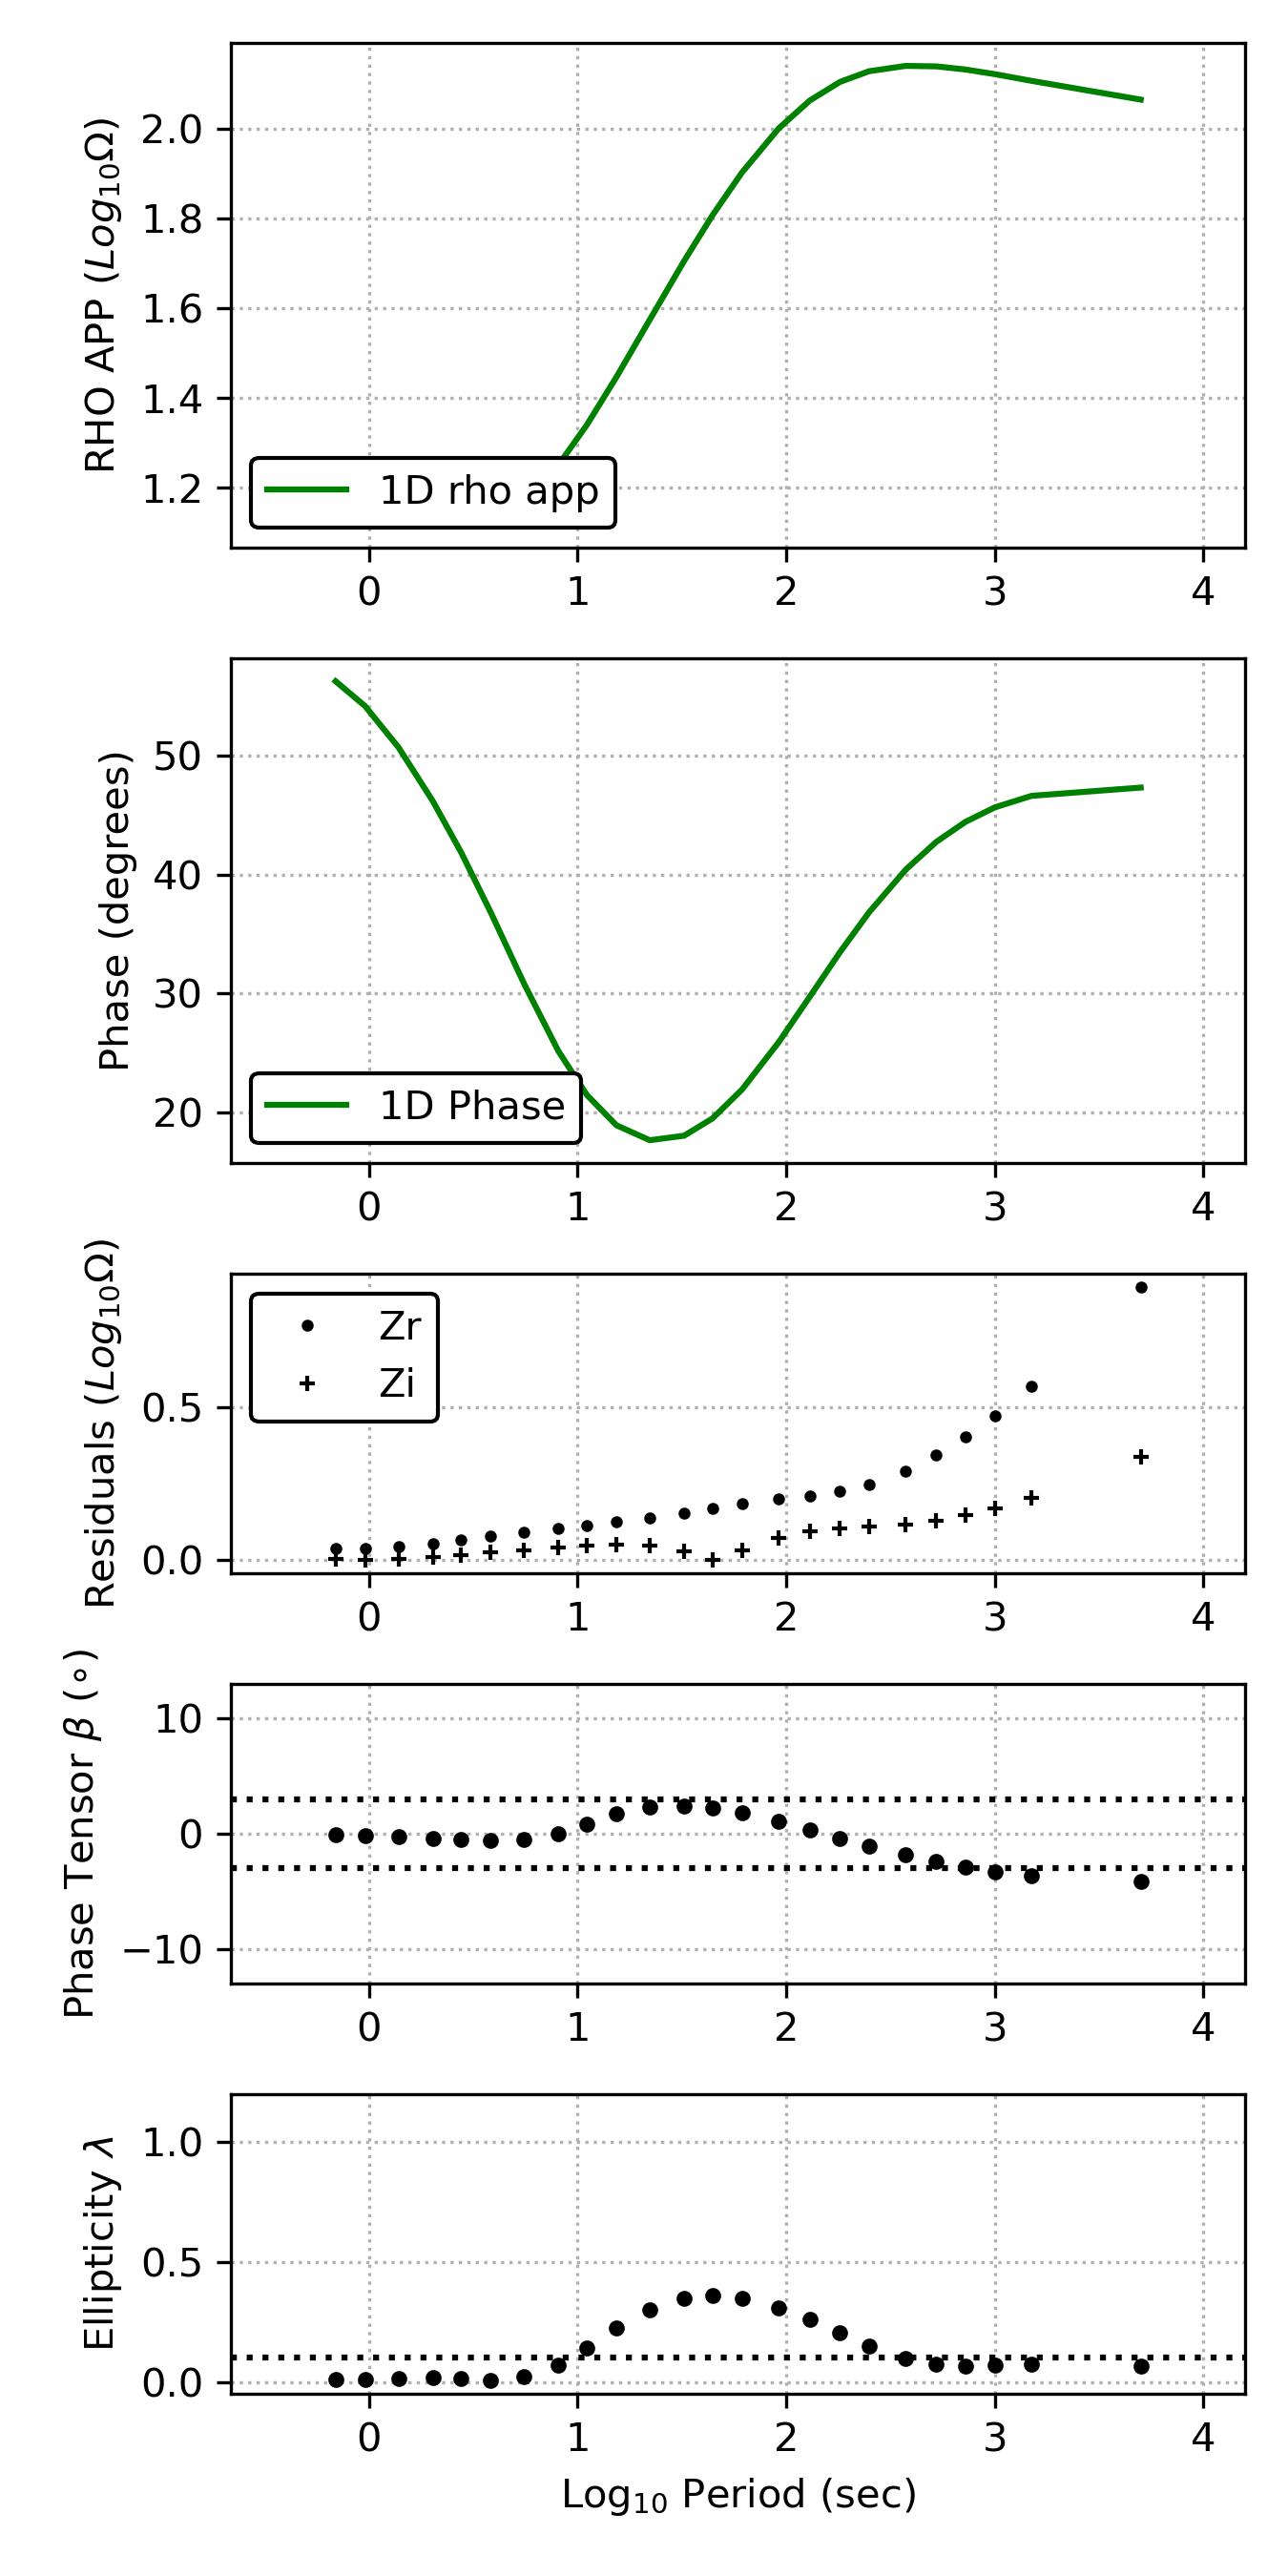 RHO APP (Log₁₀Ω)
2.0
1.8
1.6
1.4
1.2
1D rho app
0 1 2 3 4
Phase (degrees)
50
40
30
20
1D Phase
0 1 2 3 4
Residuals (Log₁₀Ω)
0.5
0.0
Zr
Zi
0 1 2 3 4
Phase Tensor β (∘)
10
0
−10
0 1 2 3 4
Ellipticity λ
1.0
0.5
0.0
0 1 2 3 4
Log₁₀ Period (sec)